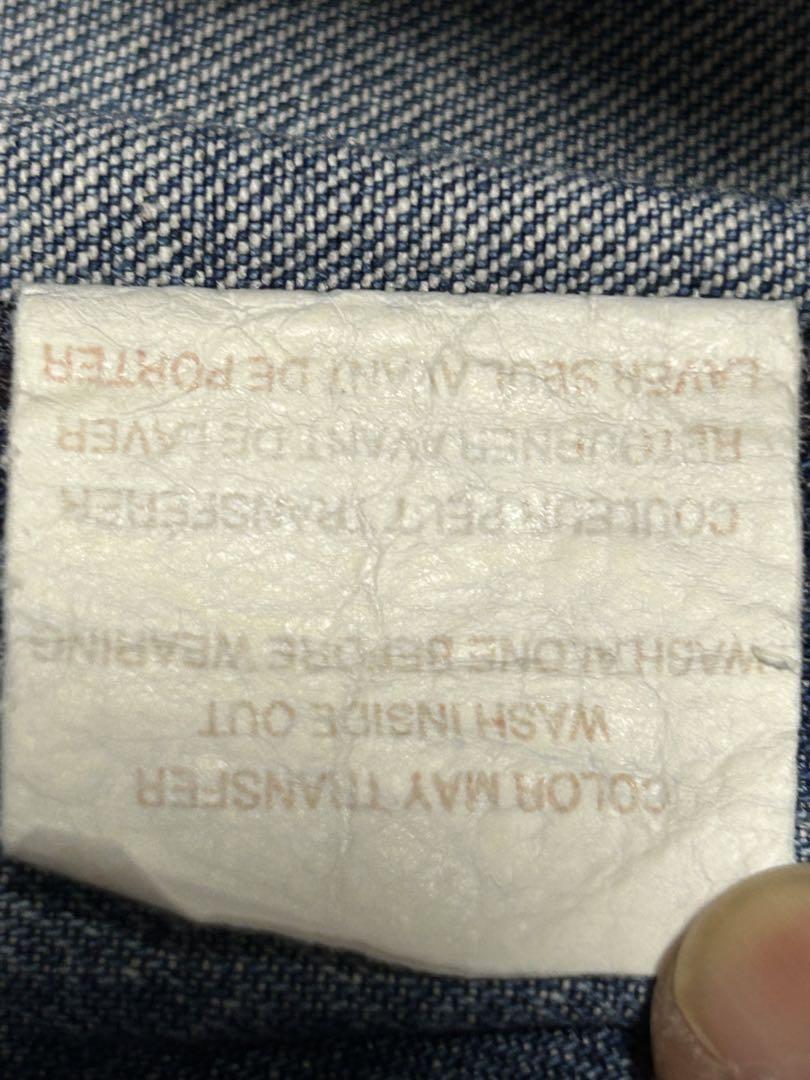 COLOR MAY TRANSFER
WASH INSIDE OUT
WASH ALONE BEFORE WEARING
COULEUR PEUT TRANSFERER
RETOURNER AVANT DE LAVER
LAVER SEUL AVANT DE PORTER